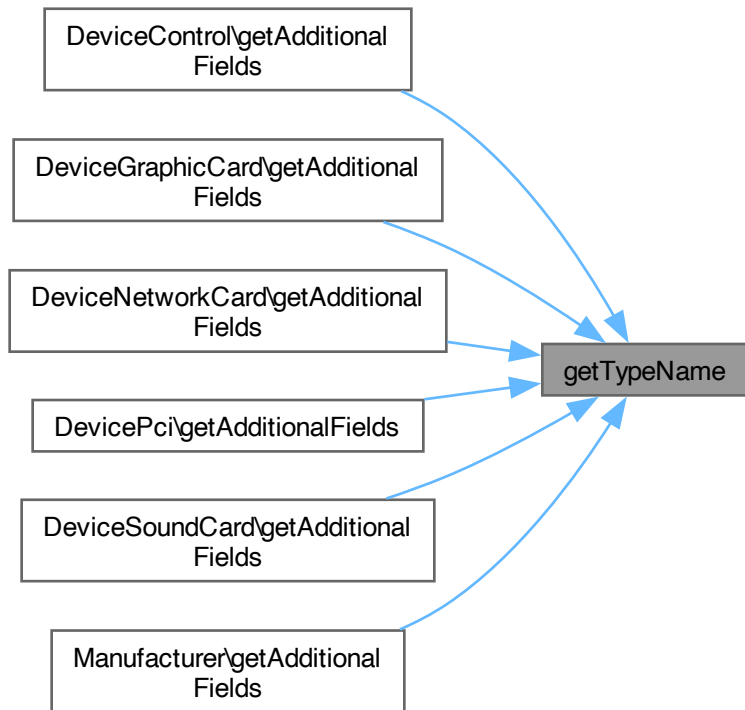 DeviceControl\getAdditional
Fields
DeviceGraphicCard\getAdditional
Fields
DeviceNetworkCard\getAdditional
Fields
getTypeName
DevicePci\getAdditionalFields
DeviceSoundCard\getAdditional
Fields
Manufacturer\getAdditional
Fields